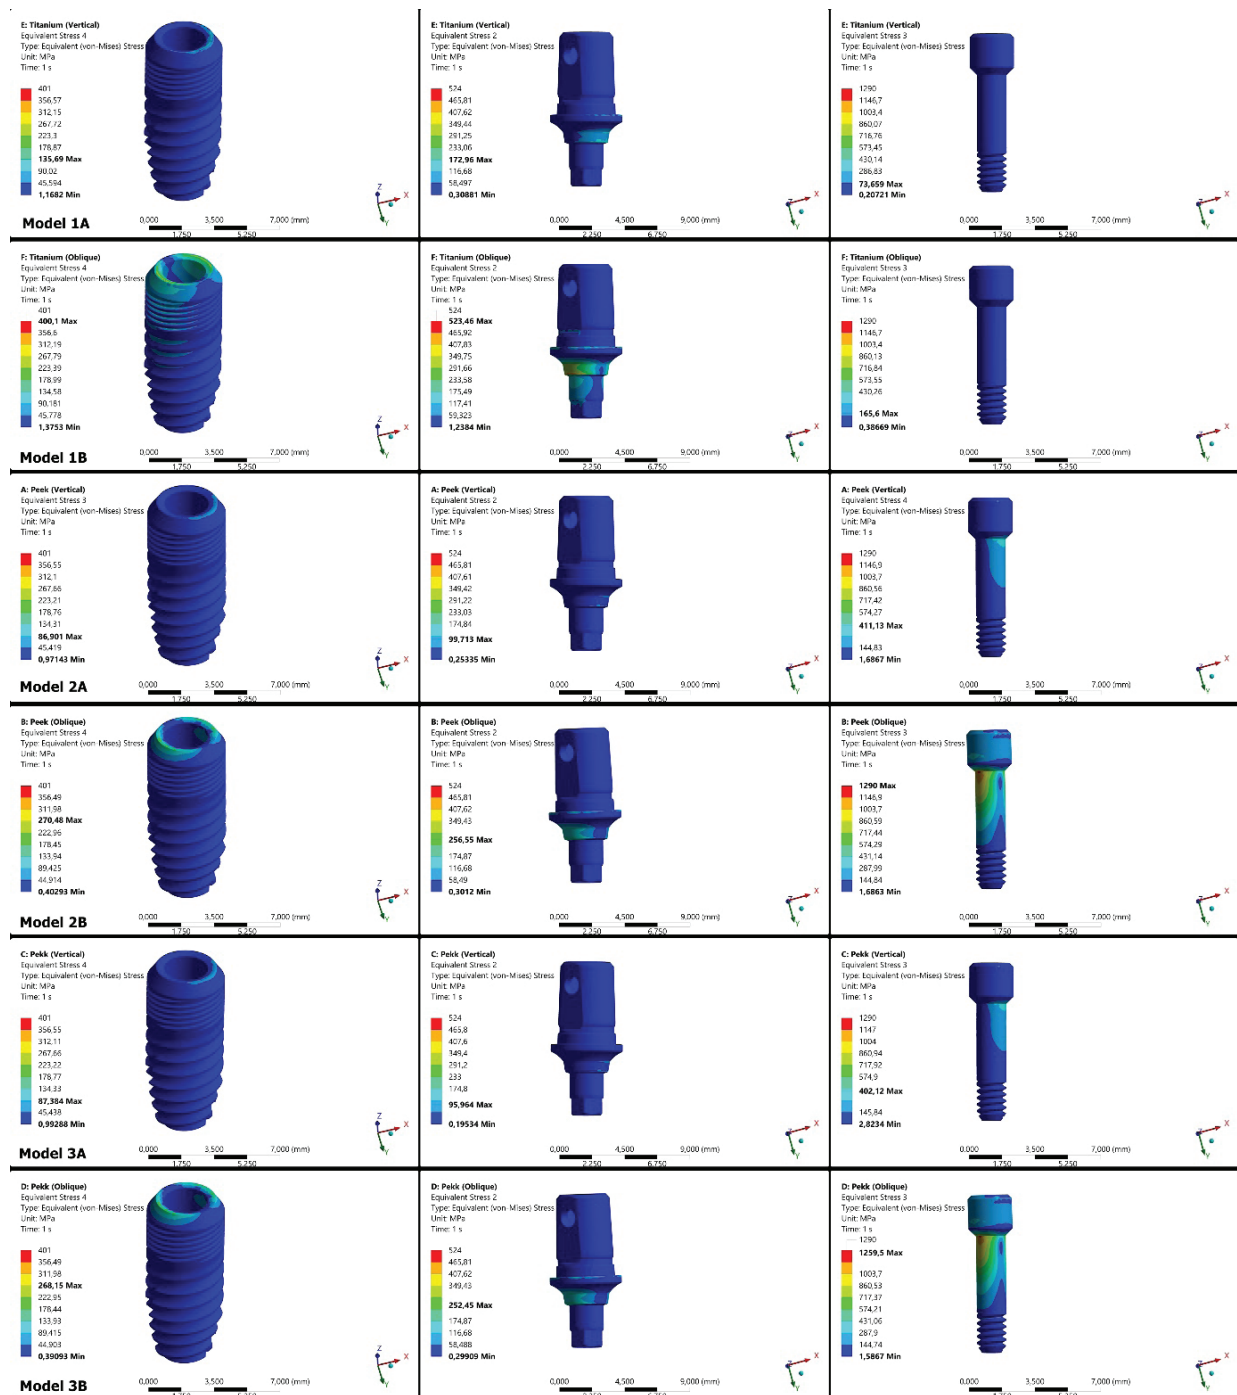 E: Titanium (Vertical)
Equivalent Stress 4
Type: Equivalent (von-Mises) Stress
Unit: MPa
Time: 1 s
401
356,57
312,15
267,72
223,3
178,87
135,69 Max
90,02
45,594
1,1682 Min
Model 1A
0,000
3,500
7,000 (mm)
1,750
5,250
Z
X
Y
E: Titanium (Vertical)
Equivalent Stress 2
Type: Equivalent (von-Mises) Stress
Unit: MPa
Time: 1 s
524
465,81
407,62
349,44
291,25
233,06
172,96 Max
116,68
58,497
0,30881 Min
0,000
4,500
9,000 (mm)
2,250
6,750
X
Y
E: Titanium (Vertical)
Equivalent Stress 3
Type: Equivalent (von-Mises) Stress
Unit: MPa
Time: 1 s
1290
1146,7
1003,4
860,07
716,76
573,45
430,14
286,83
73,659 Max
0,20721 Min
0,000
3,500
7,000 (mm)
1,750
5,250
X
Y
F: Titanium (Oblique)
Equivalent Stress 4
Type: Equivalent (von-Mises) Stress
Unit: MPa
Time: 1 s
401
400,1 Max
356,6
312,19
267,79
223,39
178,99
134,58
90,181
45,778
1,3753 Min
Model 1B
0,000
3,500
7,000 (mm)
1,750
5,250
Z
X
Y
F: Titanium (Oblique)
Equivalent Stress 2
Type: Equivalent (von-Mises) Stress
Unit: MPa
Time: 1 s
524
523,46 Max
465,92
407,83
349,75
291,66
233,58
175,49
117,41
59,323
1,2384 Min
0,000
4,500
9,000 (mm)
2,250
6,750
X
Y
F: Titanium (Oblique)
Equivalent Stress 3
Type: Equivalent (von-Mises) Stress
Unit: MPa
Time: 1 s
1290
1146,7
1003,4
860,13
716,84
573,55
430,26
165,6 Max
0,38669 Min
0,000
3,500
7,000 (mm)
1,750
5,250
X
Y
A: Peek (Vertical)
Equivalent Stress 3
Type: Equivalent (von-Mises) Stress
Unit: MPa
Time: 1 s
401
356,55
312,1
267,66
223,21
178,76
134,31
86,901 Max
45,419
0,97143 Min
Model 2A
0,000
3,500
7,000 (mm)
1,750
5,250
Z
X
Y
A: Peek (Vertical)
Equivalent Stress 2
Type: Equivalent (von-Mises) Stress
Unit: MPa
Time: 1 s
524
465,81
407,61
349,42
291,22
233,03
174,84
99,713 Max
0,25335 Min
0,000
4,500
9,000 (mm)
2,250
6,750
X
Y
A: Peek (Vertical)
Equivalent Stress 4
Type: Equivalent (von-Mises) Stress
Unit: MPa
Time: 1 s
1290
1146,9
1003,7
860,56
717,42
574,27
411,13 Max
144,83
1,6867 Min
0,000
3,500
7,000 (mm)
1,750
5,250
X
Y
B: Peek (Oblique)
Equivalent Stress 4
Type: Equivalent (von-Mises) Stress
Unit: MPa
Time: 1 s
401
356,49
311,98
270,48 Max
222,96
178,45
133,94
89,425
44,914
0,40293 Min
Model 2B
0,000
3,500
7,000 (mm)
1,750
5,250
Z
X
Y
B: Peek (Oblique)
Equivalent Stress 2
Type: Equivalent (von-Mises) Stress
Unit: MPa
Time: 1 s
524
465,81
407,62
349,43
256,55 Max
174,87
116,68
58,49
0,3012 Min
0,000
4,500
9,000 (mm)
2,250
6,750
X
Y
B: Peek (Oblique)
Equivalent Stress 3
Type: Equivalent (von-Mises) Stress
Unit: MPa
Time: 1 s
1290 Max
1146,9
1003,7
860,59
717,44
574,29
431,14
287,99
144,84
1,6863 Min
0,000
3,500
7,000 (mm)
1,750
5,250
X
Y
C: Pekk (Vertical)
Equivalent Stress 4
Type: Equivalent (von-Mises) Stress
Unit: MPa
Time: 1 s
401
356,55
312,11
267,66
223,22
178,77
134,33
87,384 Max
45,438
0,99288 Min
Model 3A
0,000
3,500
7,000 (mm)
1,750
5,250
Z
X
Y
C: Pekk (Vertical)
Equivalent Stress 2
Type: Equivalent (von-Mises) Stress
Unit: MPa
Time: 1 s
524
465,8
407,6
349,4
291,2
233
174,8
95,964 Max
0,19534 Min
0,000
4,500
9,000 (mm)
2,250
6,750
X
Y
C: Pekk (Vertical)
Equivalent Stress 3
Type: Equivalent (von-Mises) Stress
Unit: MPa
Time: 1 s
1290
1147
1004
860,94
717,92
574,9
402,12 Max
145,84
2,8234 Min
0,000
3,500
7,000 (mm)
1,750
5,250
X
Y
D: Pekk (Oblique)
Equivalent Stress 4
Type: Equivalent (von-Mises) Stress
Unit: MPa
Time: 1 s
401
356,49
311,98
268,15 Max
222,95
178,44
133,93
89,415
44,903
0,39093 Min
Model 3B
0,000
3,500
7,000 (mm)
1,750
5,250
Z
X
Y
D: Pekk (Oblique)
Equivalent Stress 2
Type: Equivalent (von-Mises) Stress
Unit: MPa
Time: 1 s
524
465,81
407,62
349,43
252,45 Max
174,87
116,68
58,488
0,29909 Min
0,000
4,500
9,000 (mm)
2,250
6,750
X
Y
D: Pekk (Oblique)
Equivalent Stress 3
Type: Equivalent (von-Mises) Stress
Unit: MPa
Time: 1 s
1290
1259,5 Max
1003,7
860,53
717,37
574,21
431,06
287,9
144,74
1,5867 Min
0,000
3,500
7,000 (mm)
1,750
5,250
X
Y